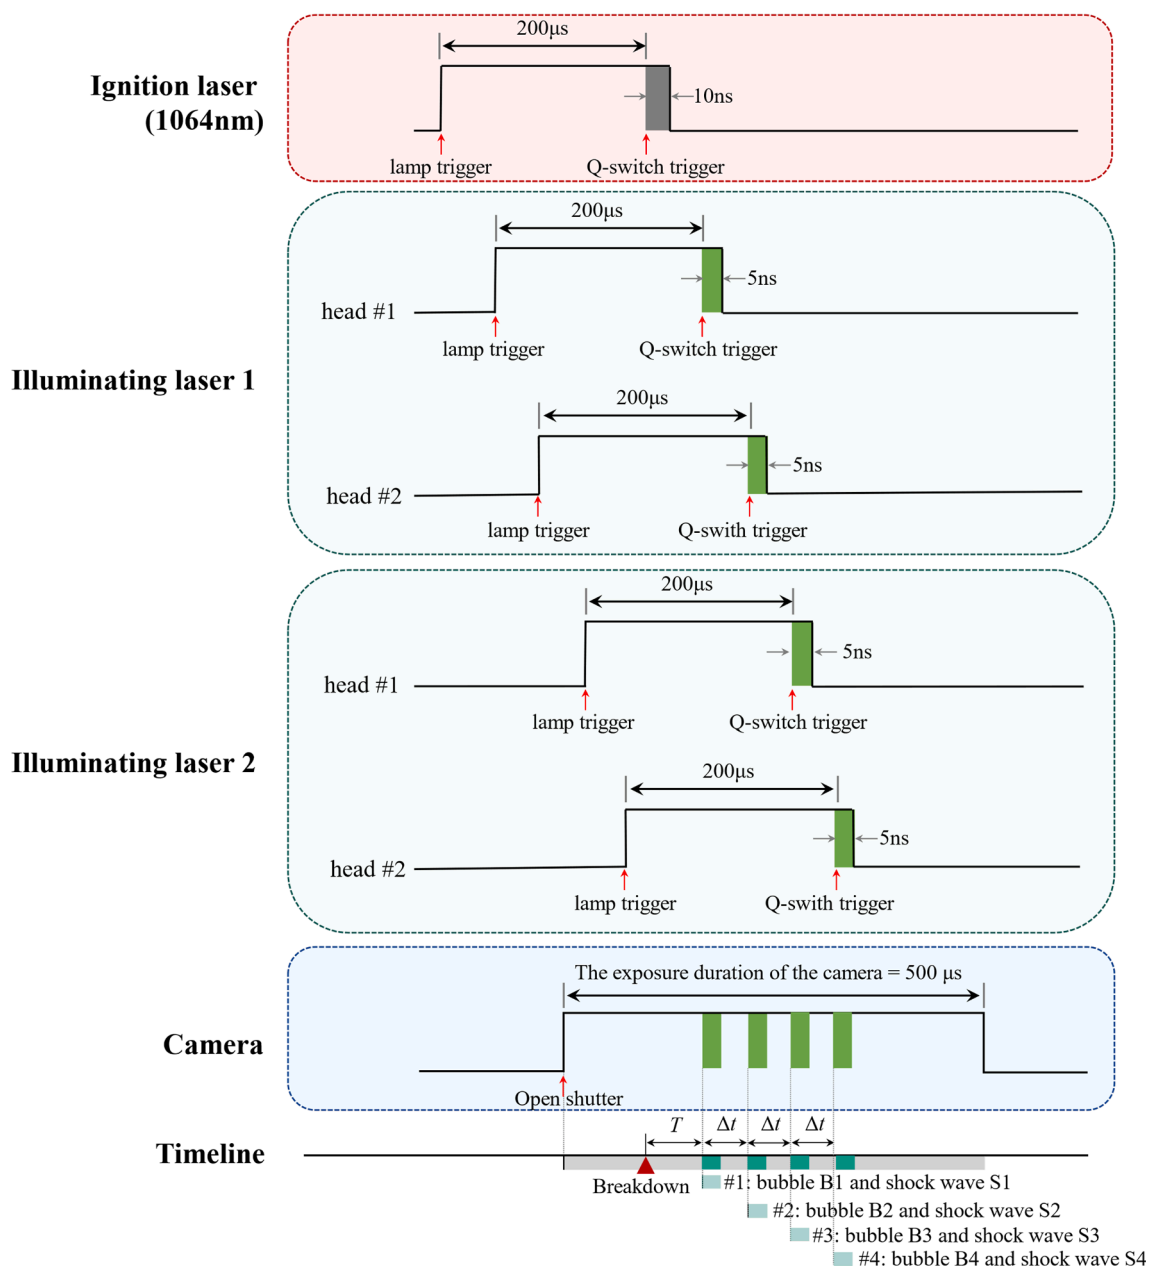 200μs
Ignition laser
(1064nm)
10ns
lamp trigger
Q-switch trigger
200μs
5ns
head #1
lamp trigger
Q-switch trigger
Illuminating laser 1
200μs
5ns
head #2
lamp trigger
Q-swith trigger
200μs
5ns
head #1
lamp trigger
Q-switch trigger
Illuminating laser 2
200μs
5ns
head #2
lamp trigger
Q-swith trigger
The exposure duration of the camera = 500 μs
Camera
Open shutter
T Δt Δt Δt
Timeline
Breakdown
#1: bubble B1 and shock wave S1
#2: bubble B2 and shock wave S2
#3: bubble B3 and shock wave S3
#4: bubble B4 and shock wave S4